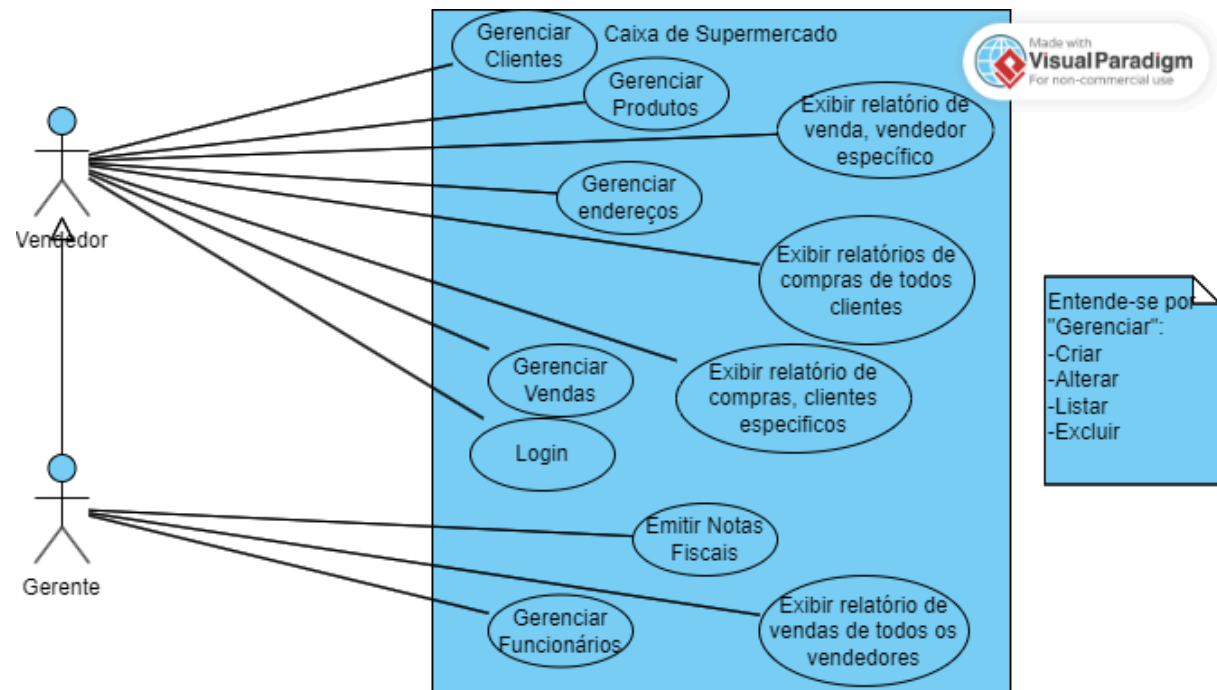 Gerenciar
Clientes
Caixa de Supermercado
Made with
Visual Paradigm
For non-commercial use
Gerenciar
Produtos
Exibir relatório de
venda, vendedor
específico
Gerenciar
endereços
Vendedor
Exibir relatórios de
compras de todos
clientes
Entende-se por
"Gerenciar":
-Criar
-Alterar
-Listar
-Excluir
Gerenciar
Vendas
Exibir relatório de
compras, clientes
especificos
Login
Emitir Notas
Fiscais
Gerente
Gerenciar
Funcionários
Exibir relatório de
vendas de todos os
vendedores